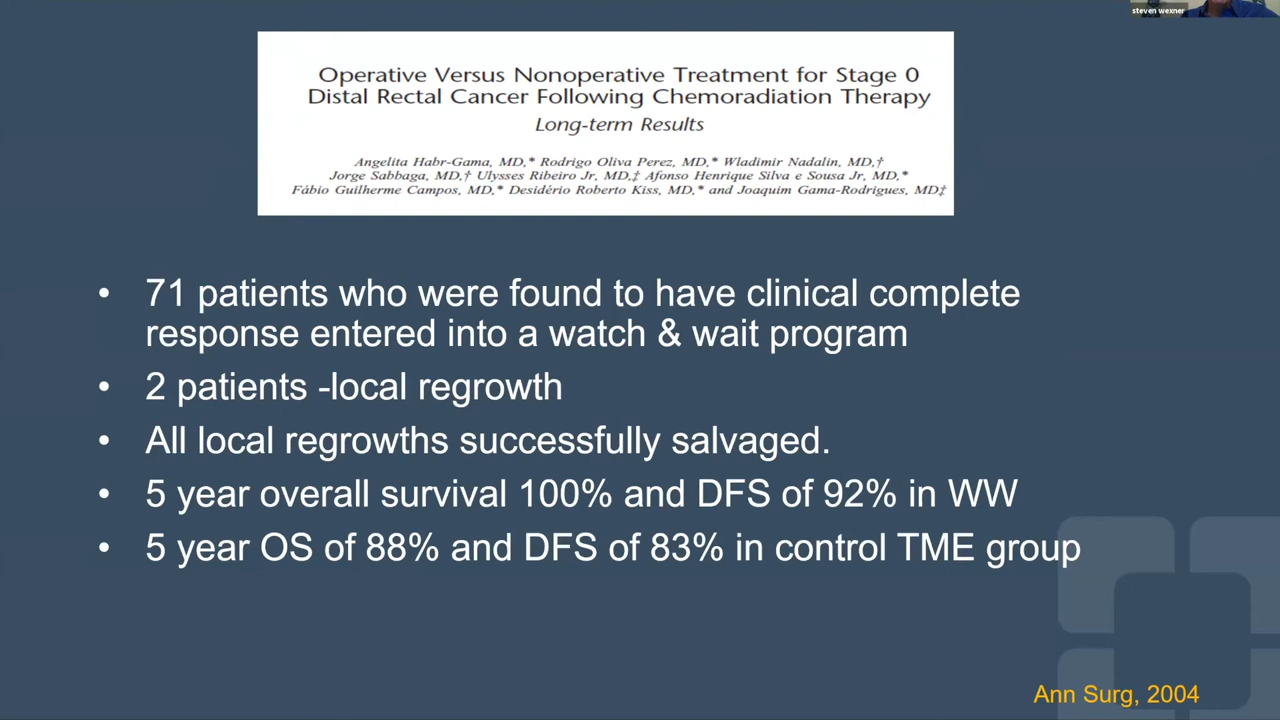 steven wexner
Operative Versus Nonoperative Treatment for Stage 0
Distal Rectal Cancer Following Chemoradiation Therapy
Long-term Results
Angelita Habr-Gama, MD,* Rodrigo Oliva Perez, MD,* Wladimir Nadalin, MD,†
Jorge Sabbaga, MD,† Ulysses Ribeiro Jr, MD,‡ Afonso Henrique Silva e Sousa Jr, MD,*
Fábio Guilherme Campos, MD,* Desidério Roberto Kiss, MD,* and Joaquim Gama-Rodrigues, MD‡
• 71 patients who were found to have clinical complete
response entered into a watch & wait program
• 2 patients -local regrowth
• All local regrowths successfully salvaged.
• 5 year overall survival 100% and DFS of 92% in WW
• 5 year OS of 88% and DFS of 83% in control TME group
Ann Surg, 2004